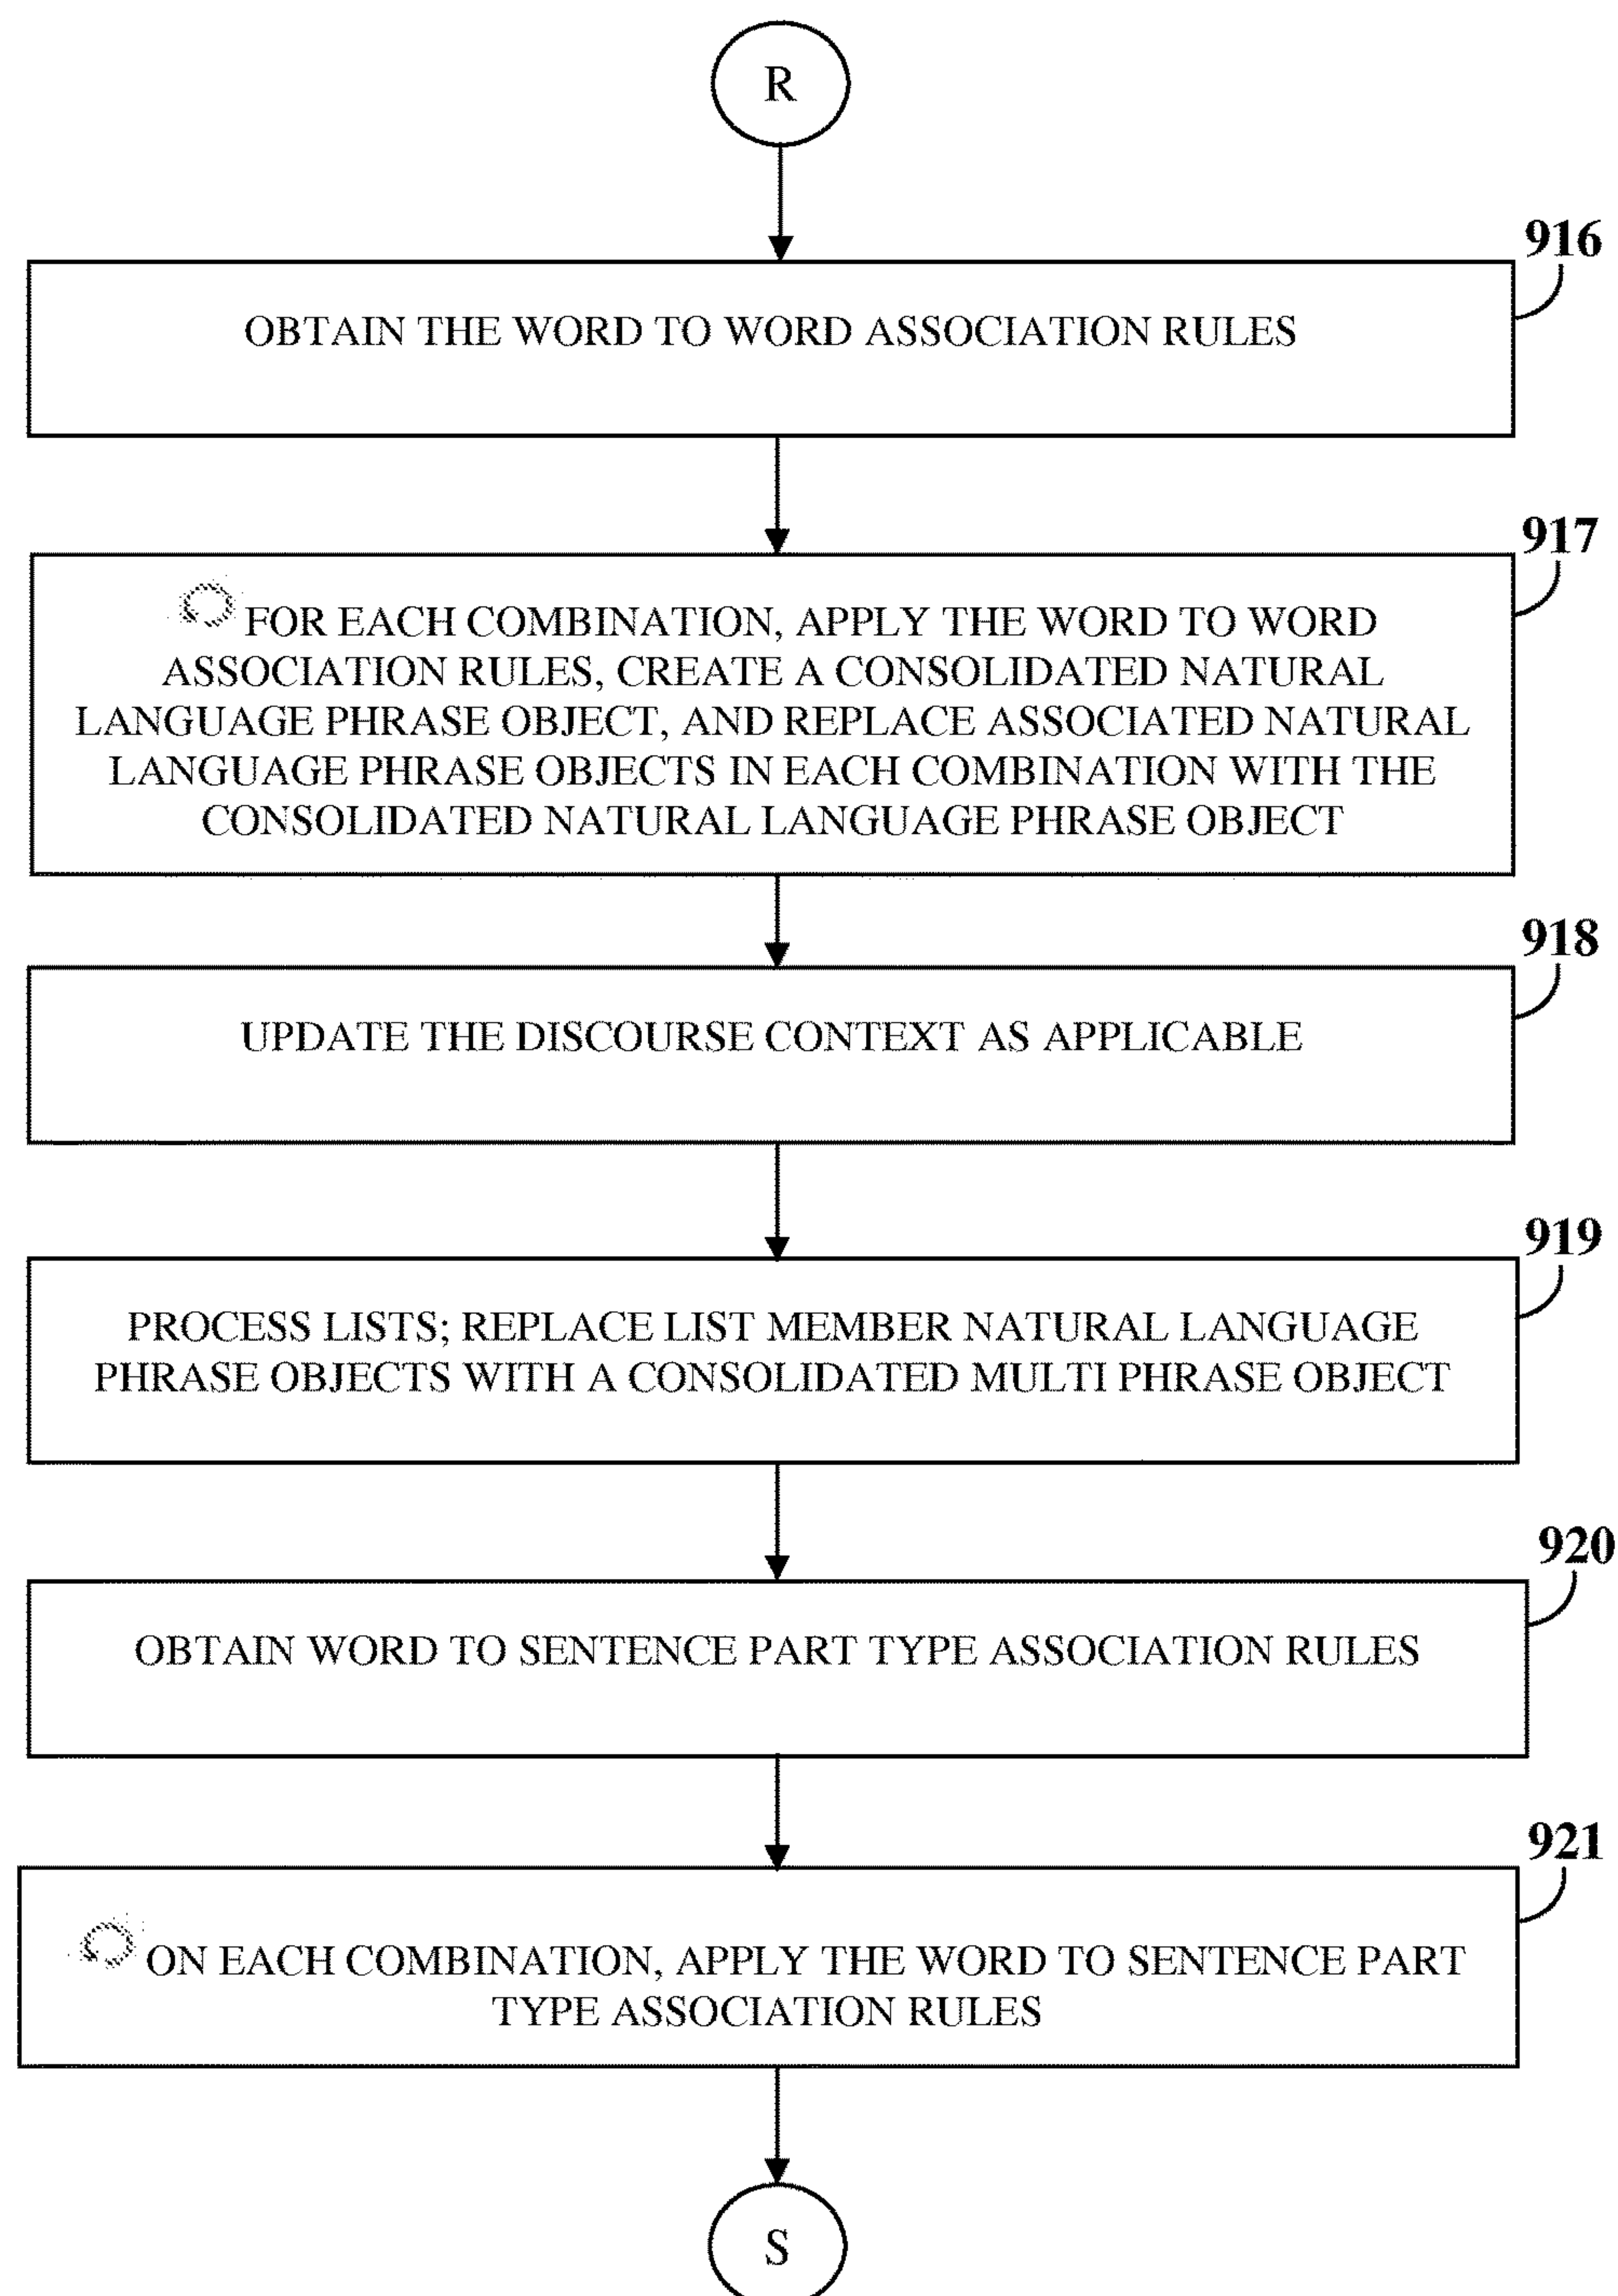 R
916
OBTAIN THE WORD TO WORD ASSOCIATION RULES
917
FOR EACH COMBINATION, APPLY THE WORD TO WORD
ASSOCIATION RULES, CREATE A CONSOLIDATED NATURAL
LANGUAGE PHRASE OBJECT, AND REPLACE ASSOCIATED NATURAL
LANGUAGE PHRASE OBJECTS IN EACH COMBINATION WITH THE
CONSOLIDATED NATURAL LANGUAGE PHRASE OBJECT
918
UPDATE THE DISCOURSE CONTEXT AS APPLICABLE
919
PROCESS LISTS; REPLACE LIST MEMBER NATURAL LANGUAGE
PHRASE OBJECTS WITH A CONSOLIDATED MULTI PHRASE OBJECT
920
OBTAIN WORD TO SENTENCE PART TYPE ASSOCIATION RULES
921
ON EACH COMBINATION, APPLY THE WORD TO SENTENCE PART
TYPE ASSOCIATION RULES
S